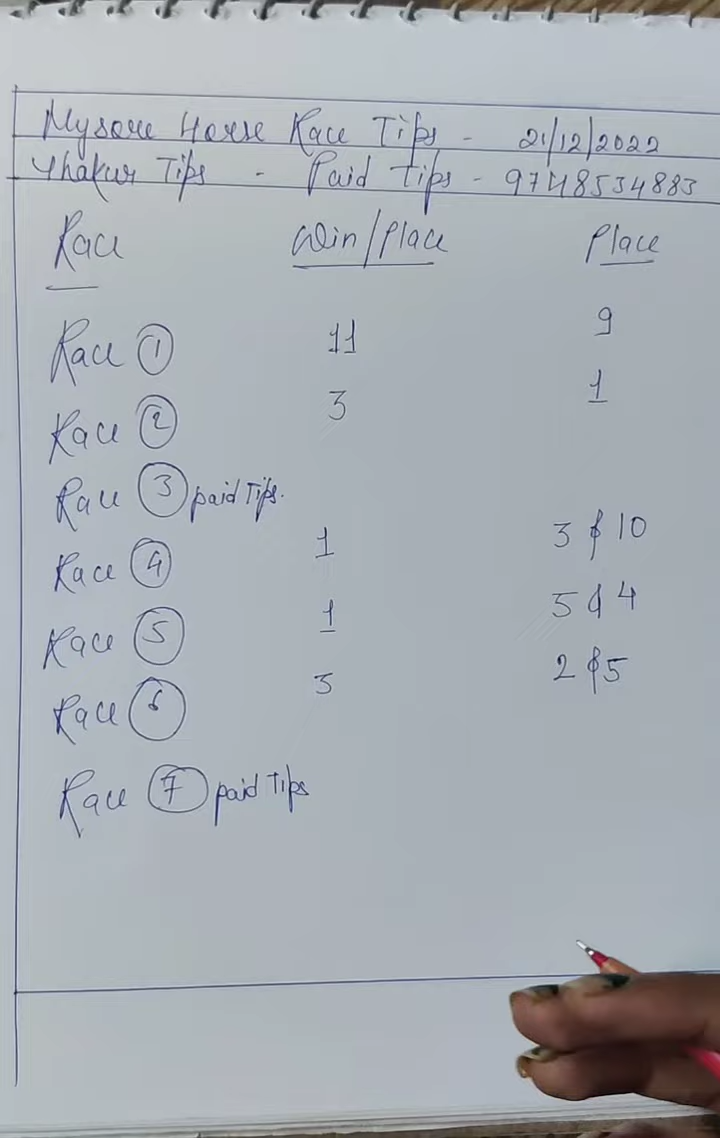 Mysore Horse Race Tips - 21/12/2022
Thakur Tips - Paid Tips - 9748534883
Race Win/Place Place
Race 1 11 9
Race 2 3 1
Race 3 paid Tips.
Race 4 1 3 & 10
Race 5 1 5 & 4
Race 6 3 2 & 5
Race 7 paid Tips